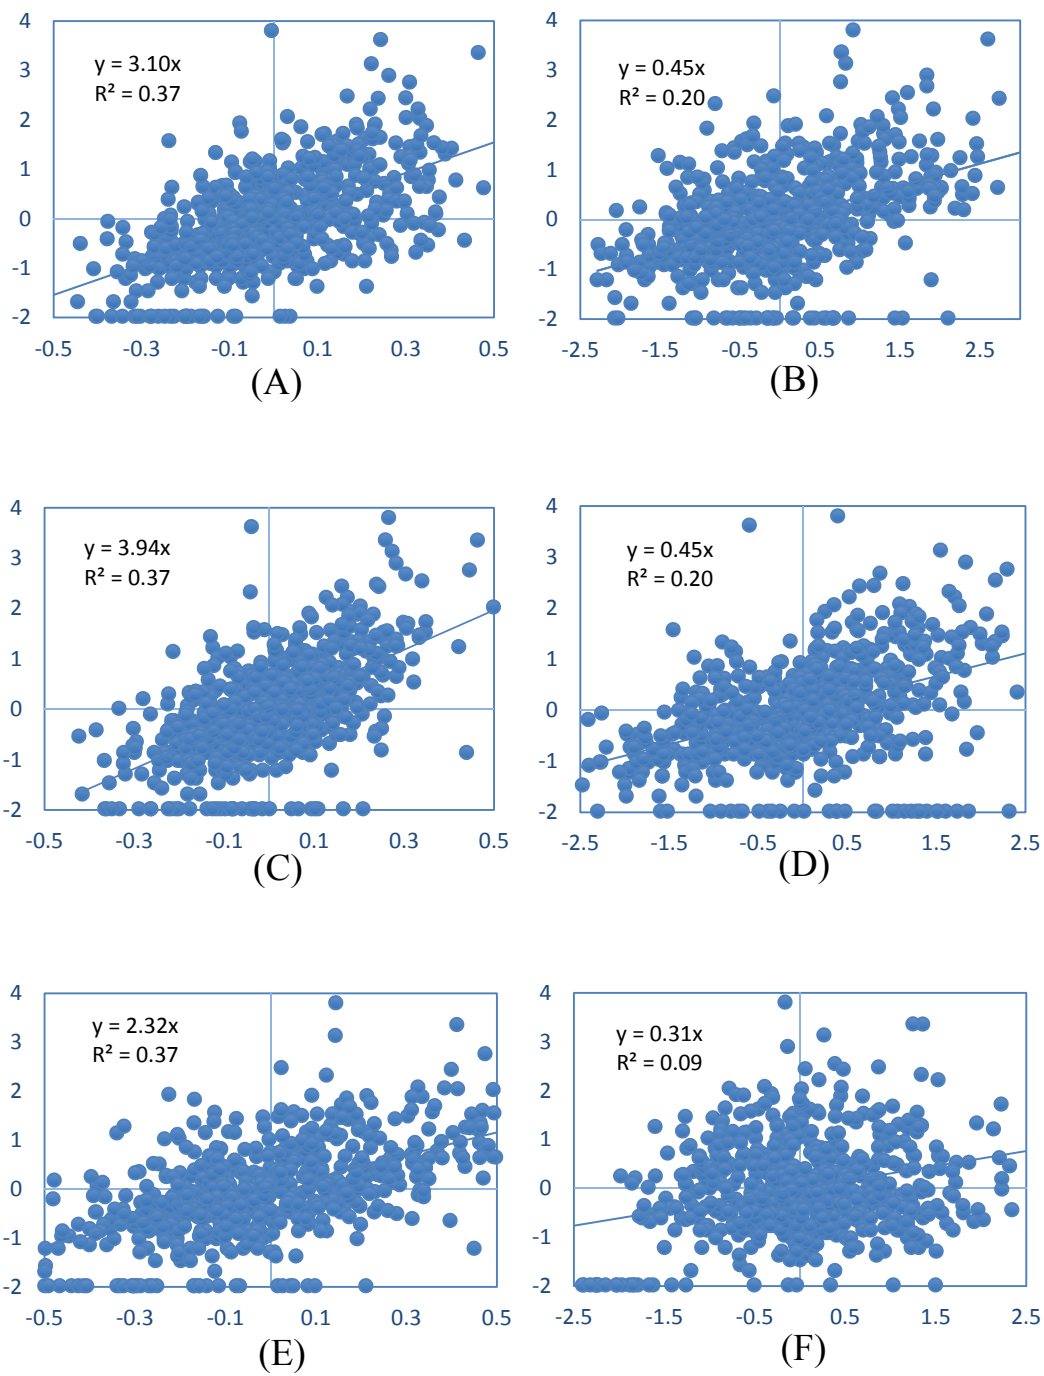 4
3
2
1
0
-1
-2
y = 3.10x
R² = 0.37
-0.5 -0.3 -0.1 0.1 0.3 0.5
(A)
4
3
2
1
0
-1
-2
y = 0.45x
R² = 0.20
-2.5 -1.5 -0.5 0.5 1.5 2.5
(B)
4
3
2
1
0
-1
-2
y = 3.94x
R² = 0.37
-0.5 -0.3 -0.1 0.1 0.3 0.5
(C)
4
3
2
1
0
-1
-2
y = 0.45x
R² = 0.20
-2.5 -1.5 -0.5 0.5 1.5 2.5
(D)
4
3
2
1
0
-1
-2
y = 2.32x
R² = 0.37
-0.5 -0.3 -0.1 0.1 0.3 0.5
(E)
4
3
2
1
0
-1
-2
y = 0.31x
R² = 0.09
-2.5 -1.5 -0.5 0.5 1.5 2.5
(F)